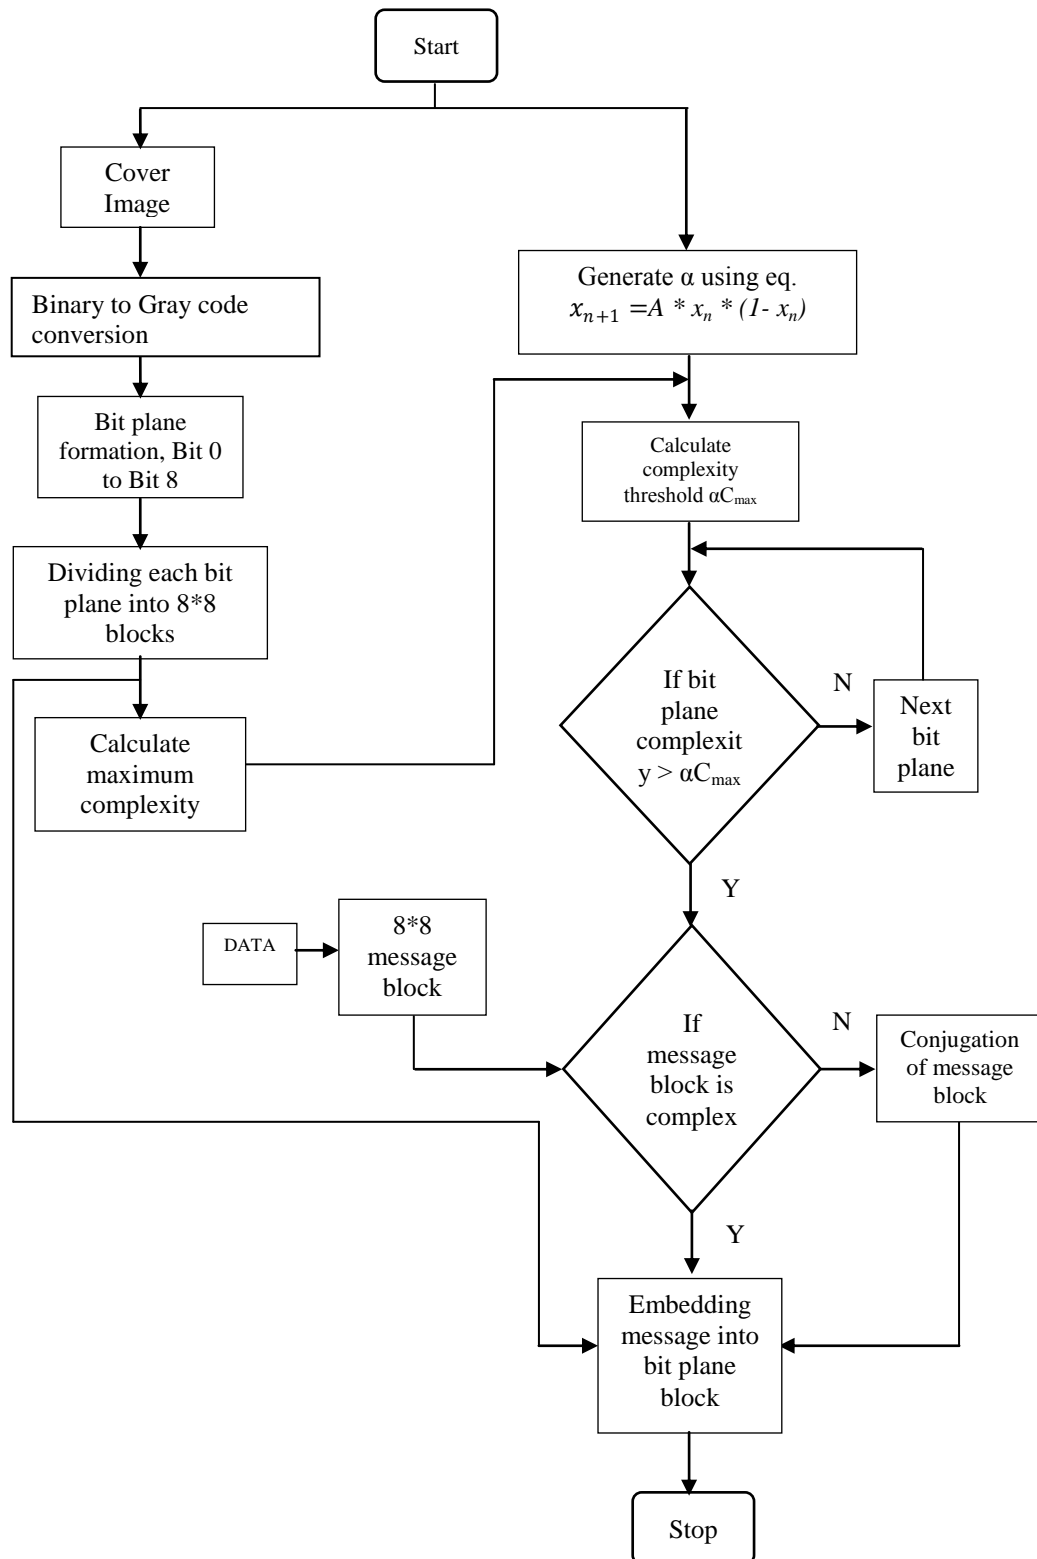 Start
Cover
Image
Binary to Gray code
conversion
Bit plane
formation, Bit 0
to Bit 8
Dividing each bit
plane into 8*8
blocks
Calculate
maximum
complexity
Generate α using eq.
xₙ₊₁ =A * xₙ * (1- xₙ)
Calculate
complexity
threshold αCₘₐₓ
If bit
plane
complexit
y > αCₘₐₓ
N
Next
bit
plane
Y
DATA
8*8
message
block
If
message
block is
complex
N
Conjugation
of message
block
Y
Embedding
message into
bit plane
block
Stop